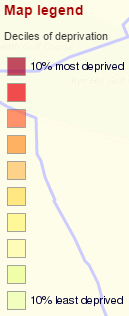 Map legend
Deciles of deprivation
10% most deprived
10% least deprived